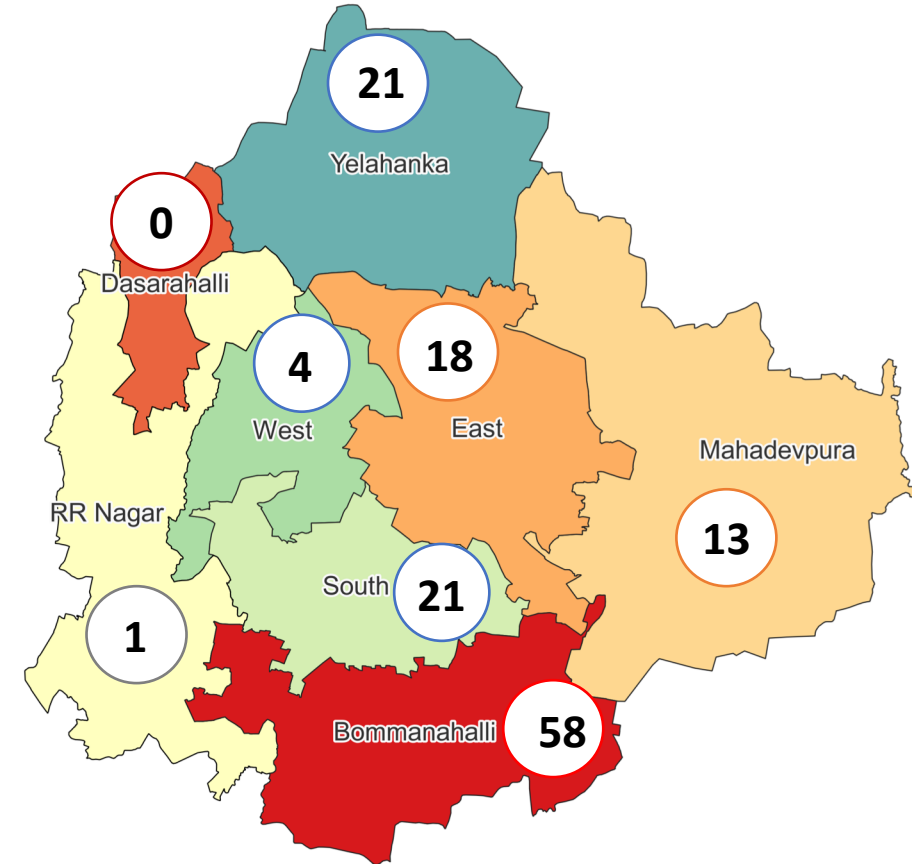 21
Yelahanka
0
Dasarahalli
4
West
18
East
Mahadevpura
13
RR Nagar
1
South
21
Bommanahalli
58